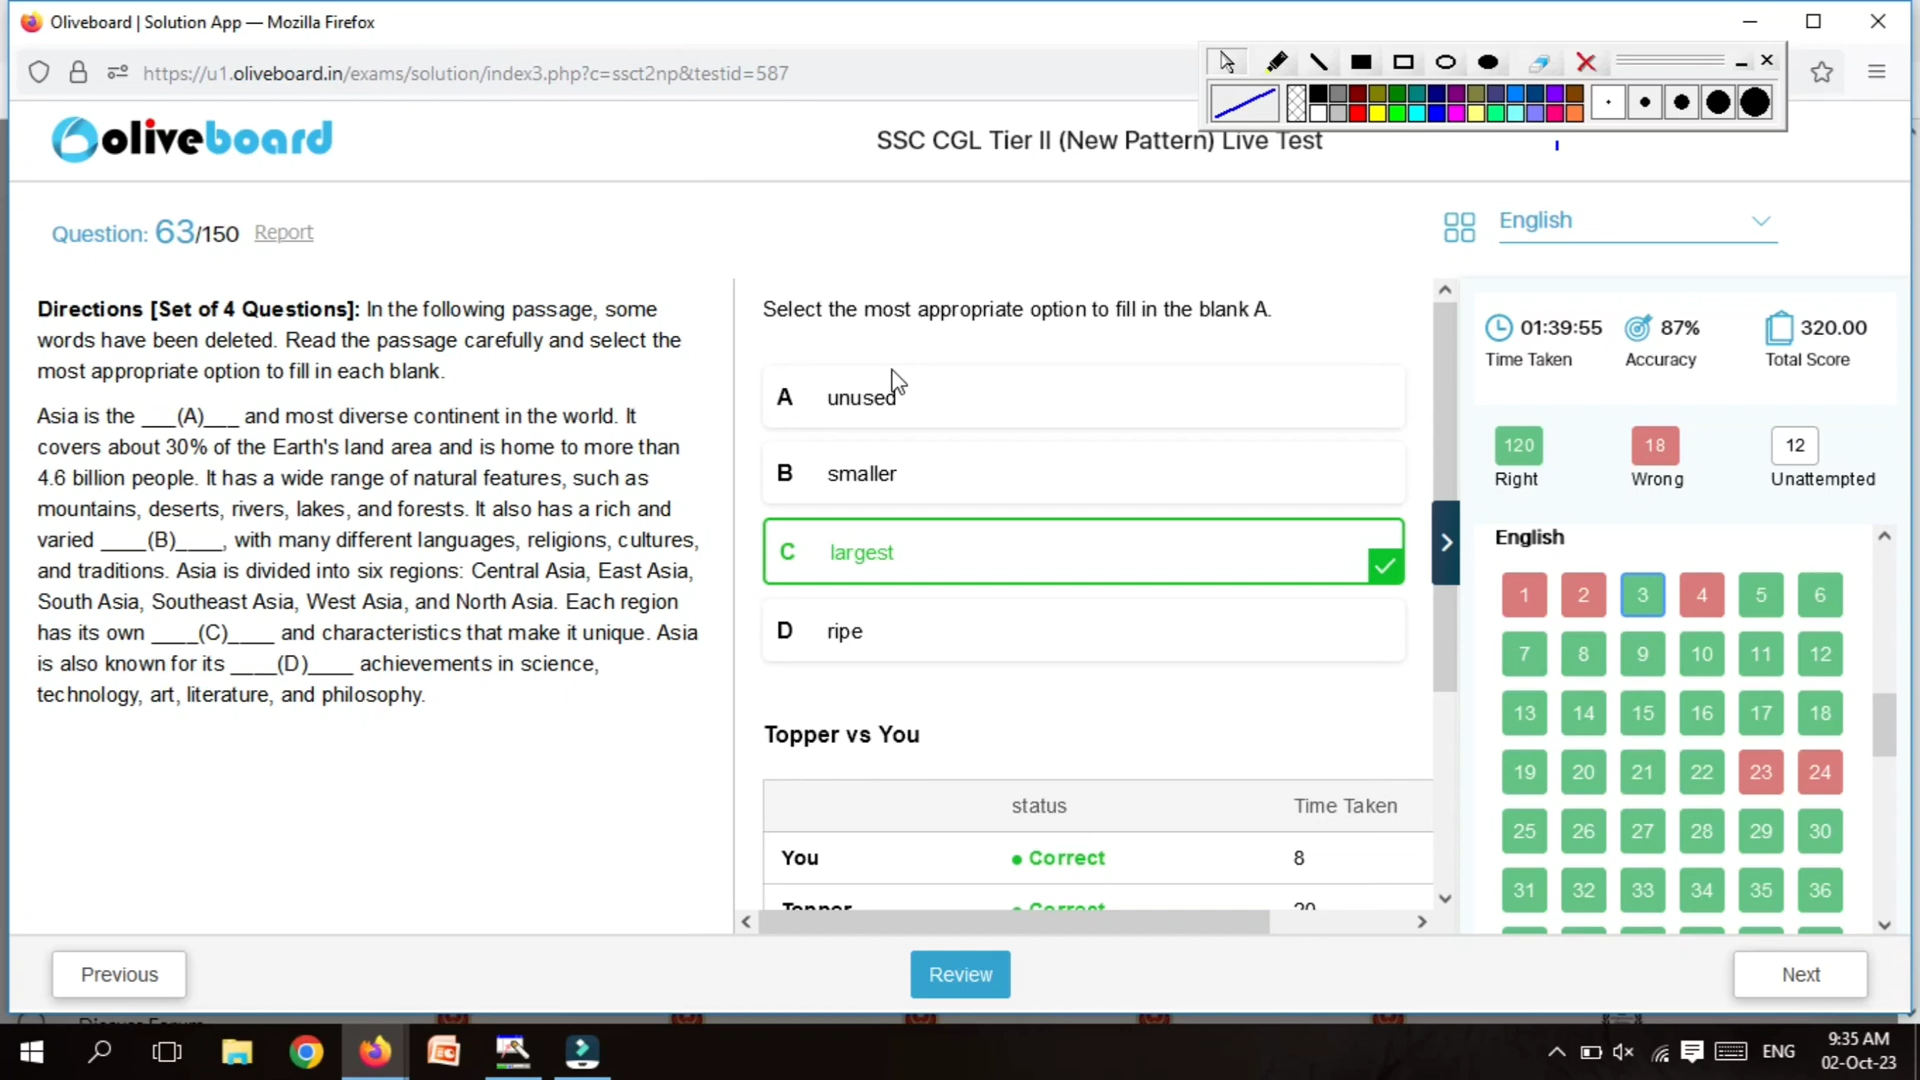 Oliveboard | Solution App — Mozilla Firefox
https://u1.oliveboard.in/exams/solution/index3.php?c=ssct2np&testid=587
oliveboard
SSC CGL Tier II (New Pattern) Live Test
Question: 63/150 Report
English
Directions [Set of 4 Questions]: In the following passage, some
words have been deleted. Read the passage carefully and select the
most appropriate option to fill in each blank.
Asia is the ___(A)___ and most diverse continent in the world. It
covers about 30% of the Earth's land area and is home to more than
4.6 billion people. It has a wide range of natural features, such as
mountains, deserts, rivers, lakes, and forests. It also has a rich and
varied ____(B)____, with many different languages, religions, cultures,
and traditions. Asia is divided into six regions: Central Asia, East Asia,
South Asia, Southeast Asia, West Asia, and North Asia. Each region
has its own ____(C)____ and characteristics that make it unique. Asia
is also known for its ____(D)____ achievements in science,
technology, art, literature, and philosophy.
Select the most appropriate option to fill in the blank A.
A unused
B smaller
C largest
D ripe
Topper vs You
status Time Taken
You Correct 8
Topper Correct 20
01:39:55 87% 320.00
Time Taken Accuracy Total Score
120 18 12
Right Wrong Unattempted
English
1 2 3 4 5 6
7 8 9 10 11 12
13 14 15 16 17 18
19 20 21 22 23 24
25 26 27 28 29 30
31 32 33 34 35 36
Previous Review Next
ENG
9:35 AM
02-Oct-23